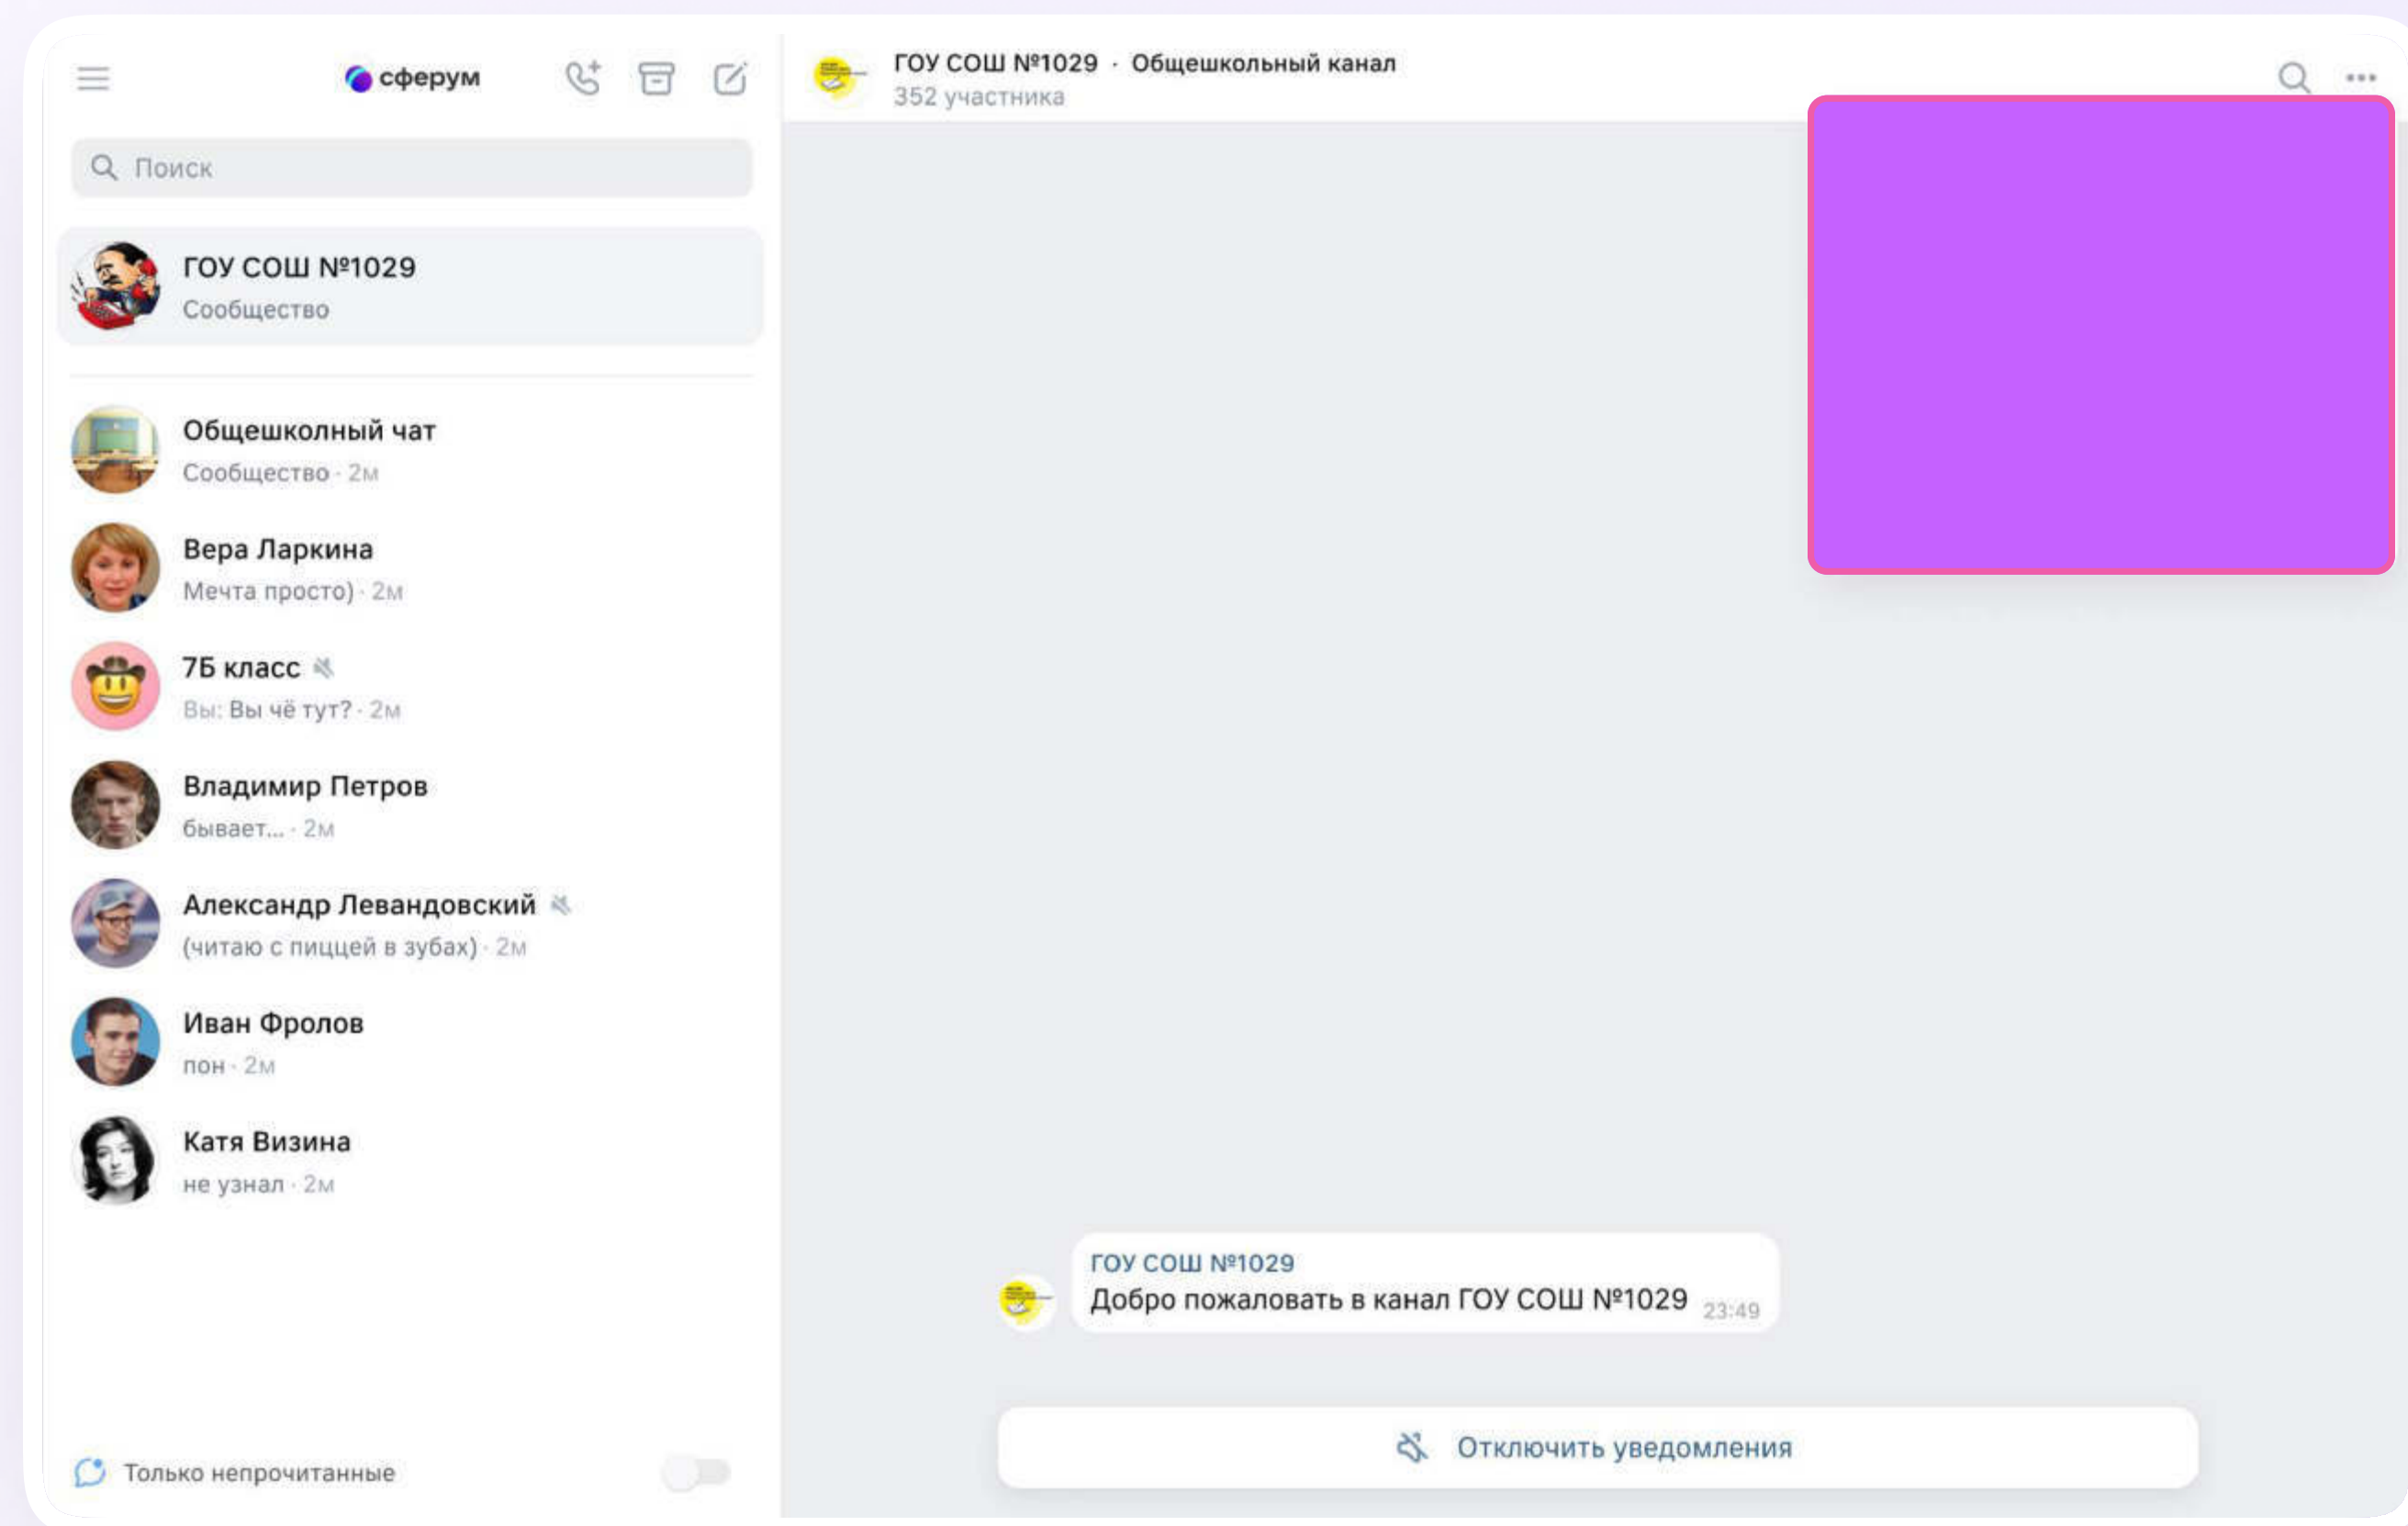 сферум
Поиск
ГОУ СОШ №1029
Сообщество
Общешколный чат
Сообщество · 2м
Вера Ларкина
Мечта просто) · 2м
7Б класс
Вы: Вы чё тут? · 2м
Владимир Петров
бывает... · 2м
Александр Левандовский
(читаю с пиццей в зубах) · 2м
Иван Фролов
пон · 2м
Катя Визина
не узнал · 2м
Только непрочитанные
ГОУ СОШ №1029 · Общешкольный канал
352 участника
ГОУ СОШ №1029
Добро пожаловать в канал ГОУ СОШ №1029 23:49
Отключить уведомления